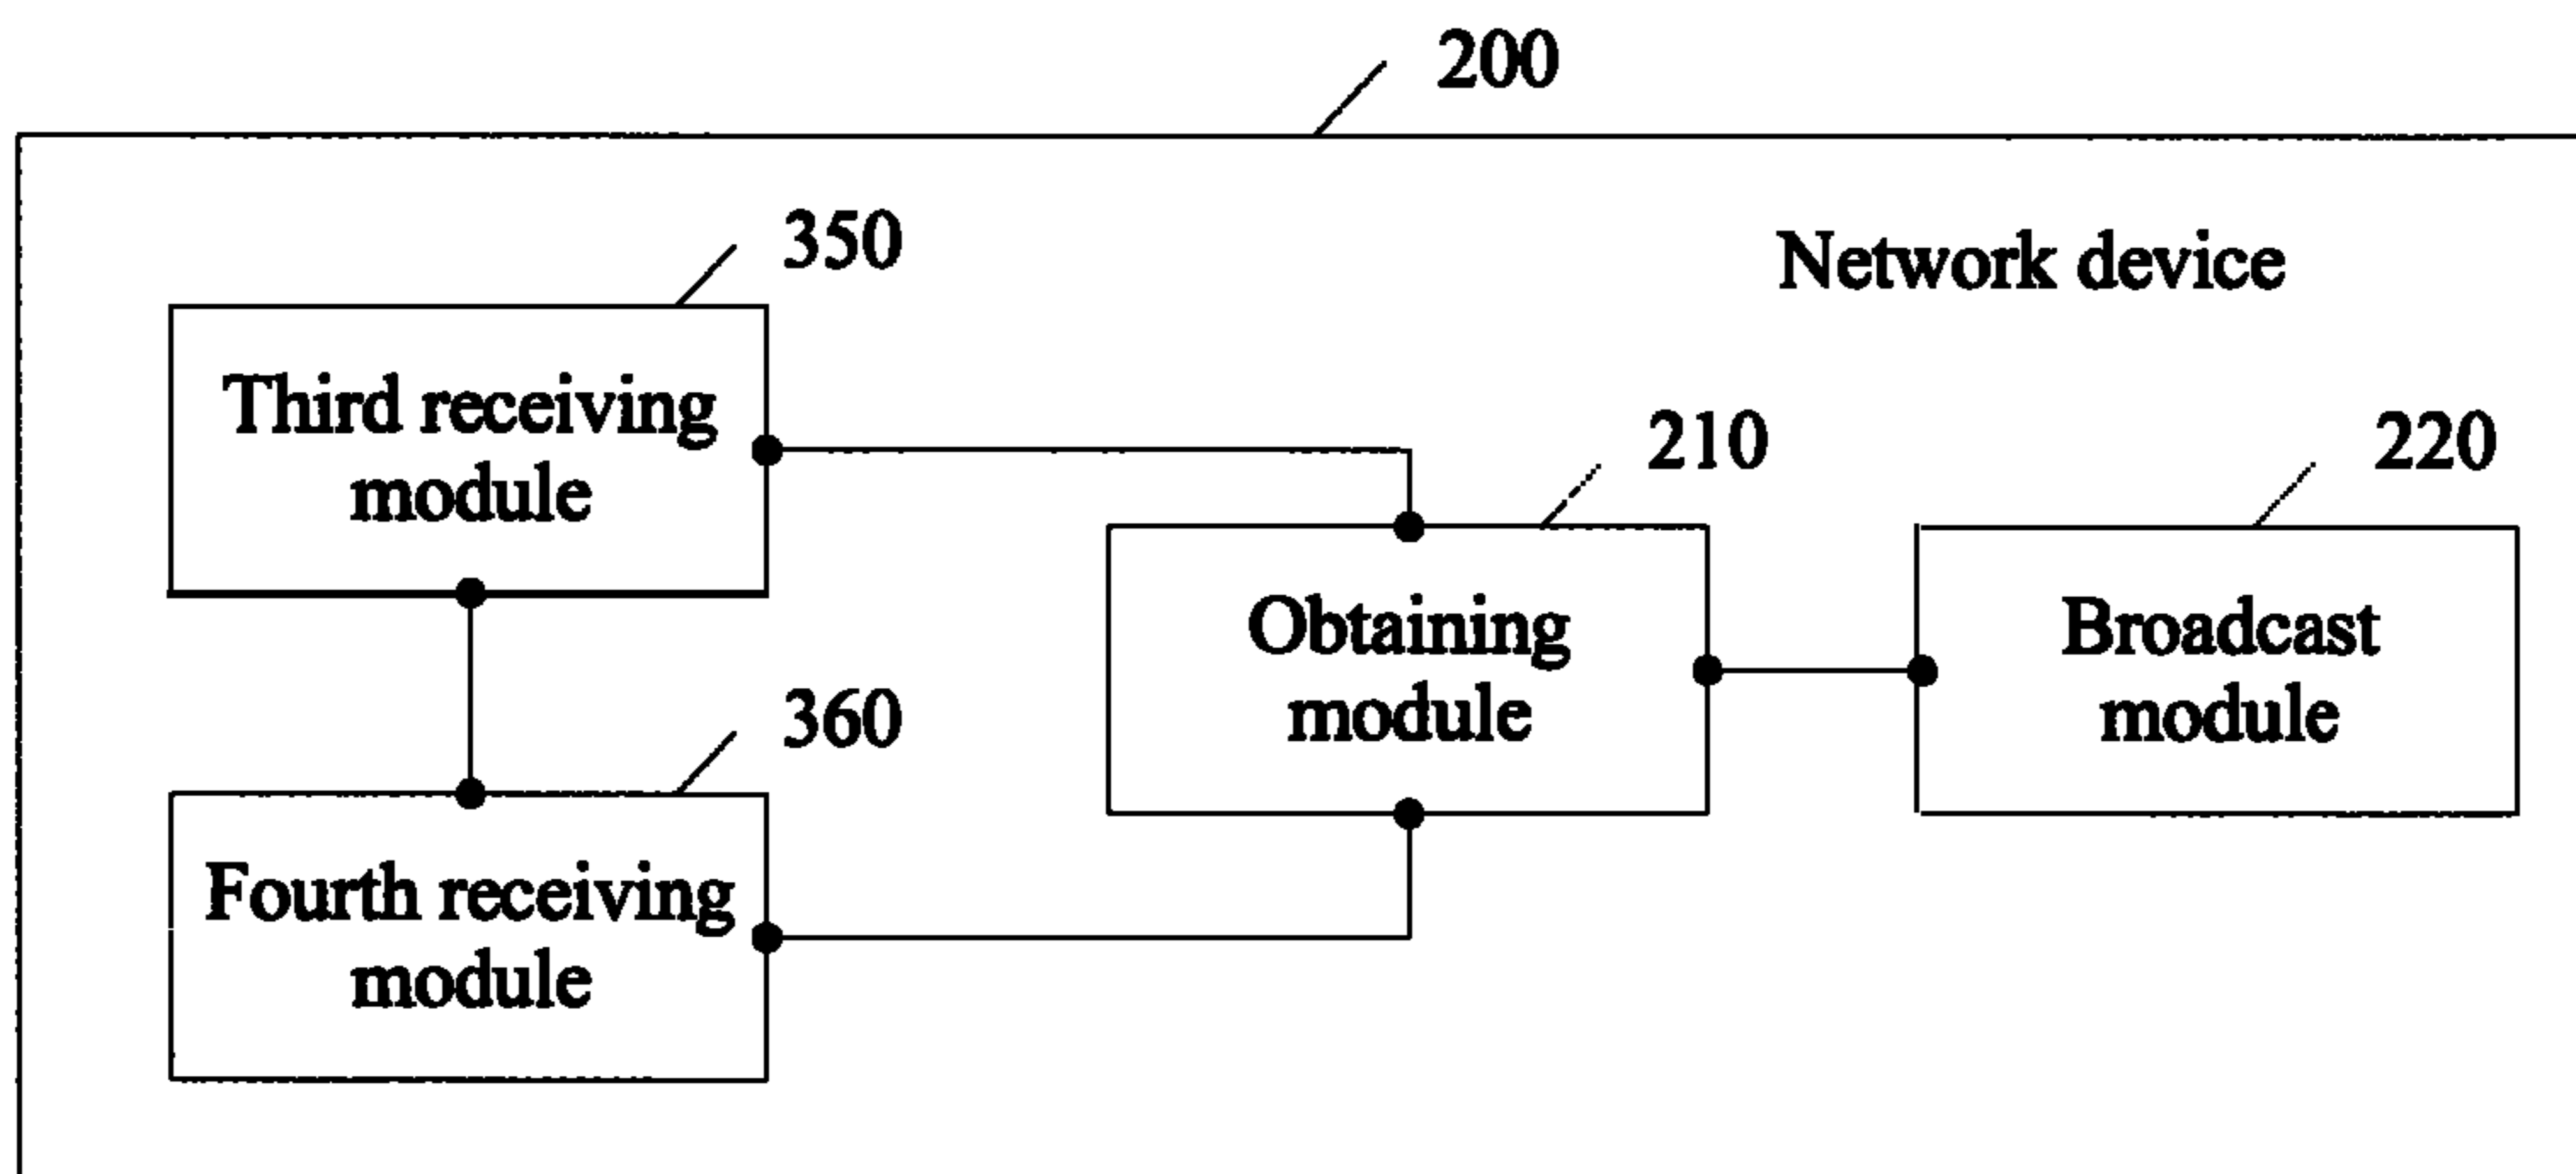 200
350
Network device
Third receiving
module
210
220
Obtaining
module
Broadcast
module
360
Fourth receiving
module